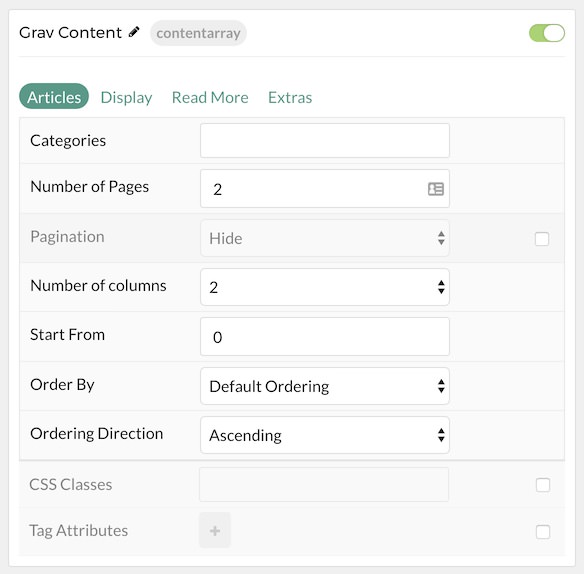 Grav Content contentarray
Articles Display Read More Extras
Categories
Number of Pages 2
Pagination Hide
Number of columns 2
Start From 0
Order By Default Ordering
Ordering Direction Ascending
CSS Classes
Tag Attributes +